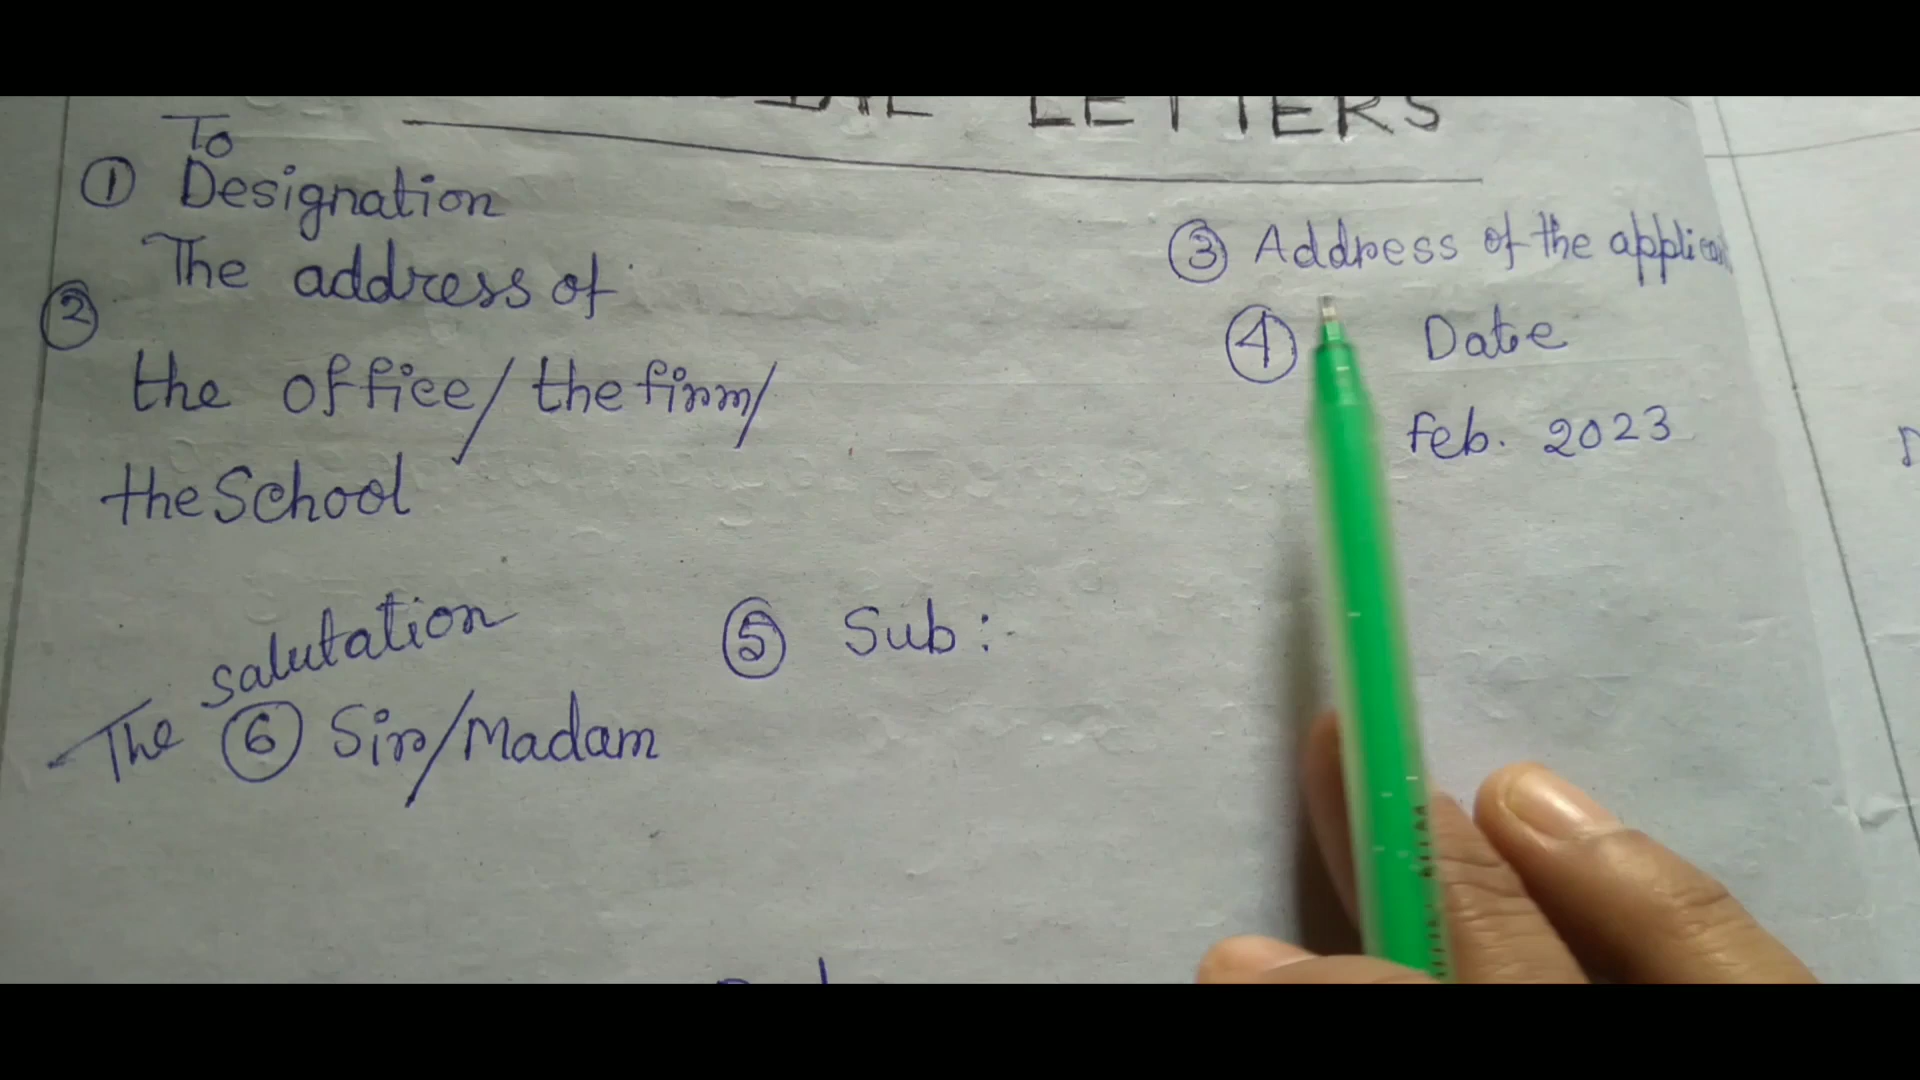 LETTERS
To
① Designation
The address of
②
the office/the firm/
the School
③ Address of the
④ Date
Feb. 2023
⑤ Sub:
The salutation
⑥ Sir/Madam